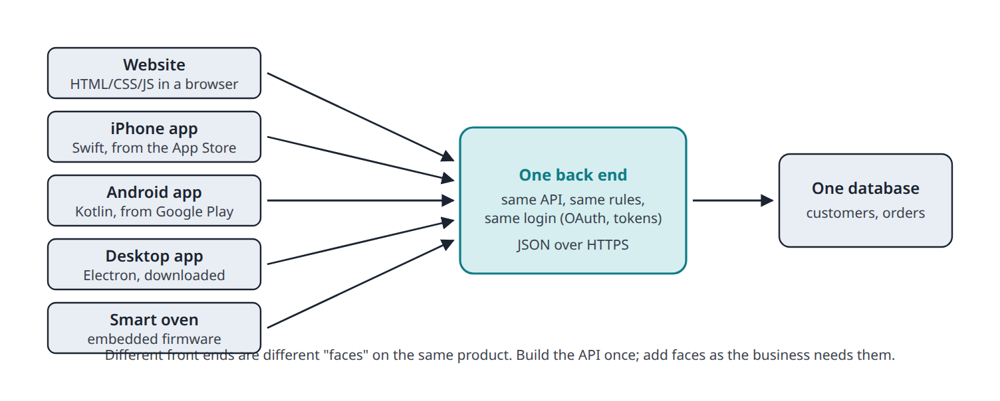 Website
HTML/CSS/JS in a browser
iPhone app
Swift, from the App Store
Android app
Kotlin, from Google Play
Desktop app
Electron, downloaded
Smart oven
embedded firmware
One back end
same API, same rules,
same login (OAuth, tokens)
JSON over HTTPS
One database
customers, orders
Different front ends are different "faces" on the same product. Build the API once; add faces as the business needs them.